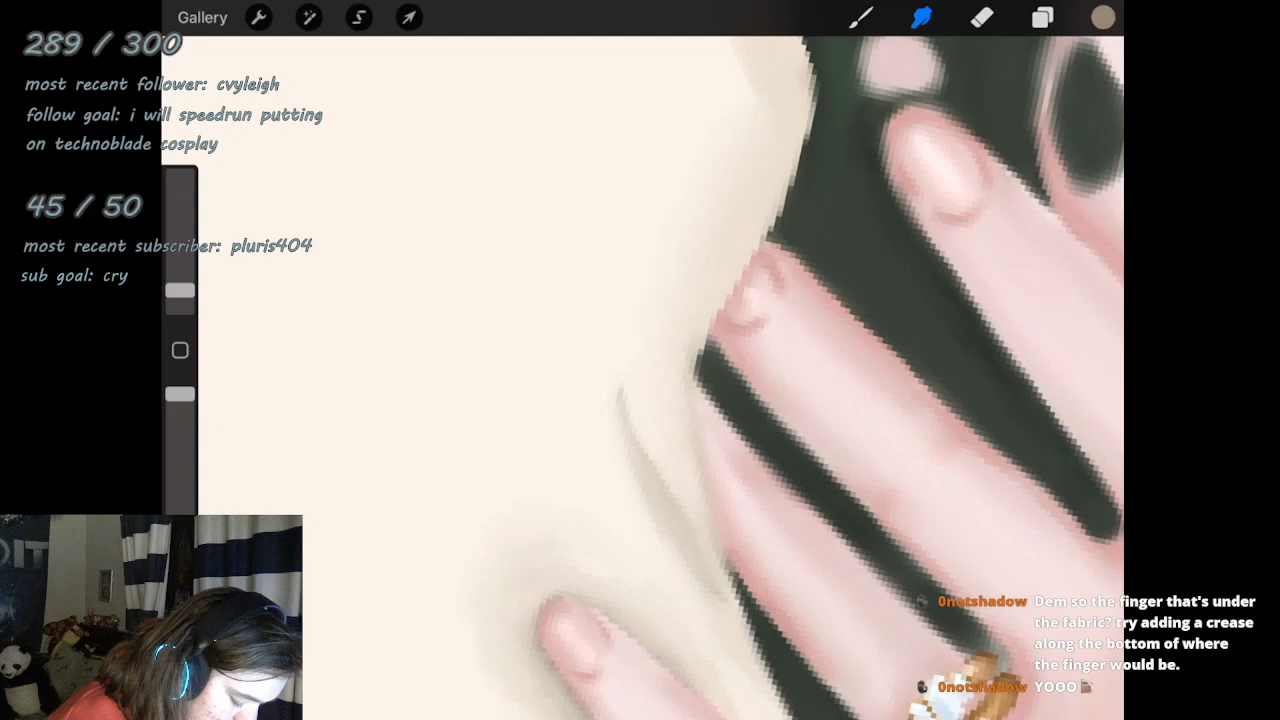 Gallery
289 / 300
most recent follower: cvyleigh
follow goal: i will speedrun putting
on technoblade cosplay
45 / 50
most recent subscriber: pluris404
sub goal: cry
0notshadow Dem so the finger that's under
the fabric? try adding a crease
along the bottom of where
the finger would be.
0notshadow YOOO